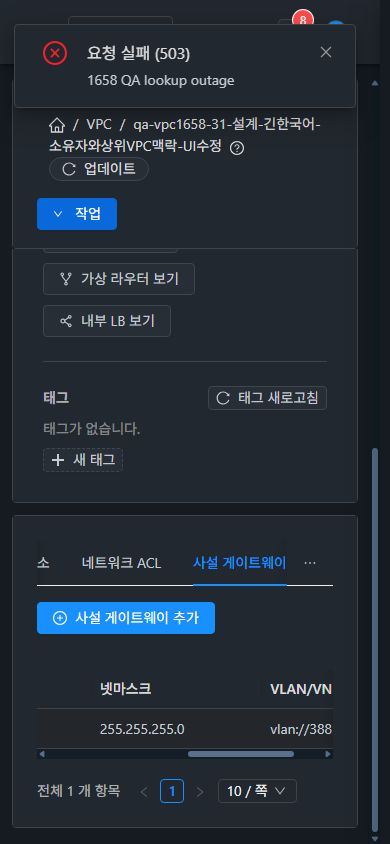 8
요청 실패 (503)
1658 QA lookup outage
/ VPC / qa-vpc1658-31-설계-긴한국어-
소유자와상위VPC맥락-UI수정
업데이트
작업
가상 라우터 보기
내부 LB 보기
태그
태그 새로고침
태그가 없습니다.
새 태그
소 네트워크 ACL 사설 게이트웨이 ···
사설 게이트웨이 추가
넷마스크 VLAN/VN
255.255.255.0 vlan://388
전체 1 개 항목 < 1 > 10 / 쪽